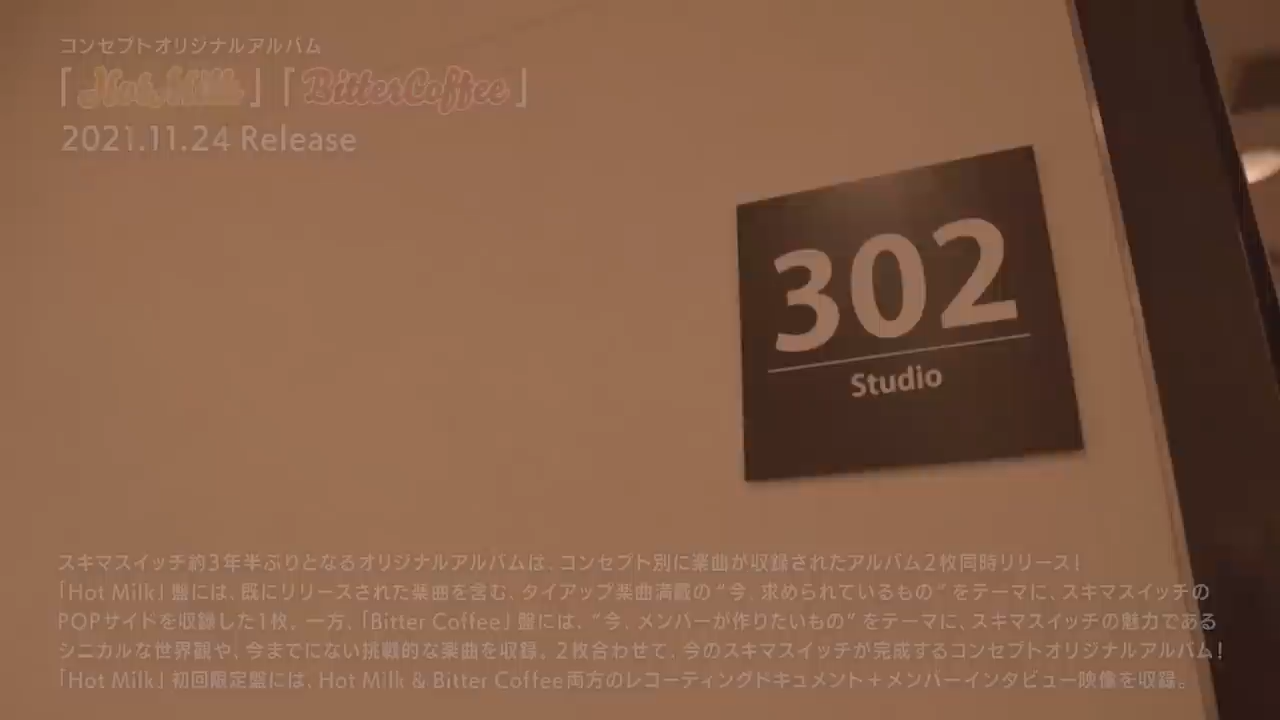 コンセプトオリジナルアルバム
「Hot Milk」「BitterCoffee」
2021.11.24 Release
302
Studio
スキマスイッチ約3年半ぶりとなるオリジナルアルバムは、コンセプト別に楽曲が収録されたアルバム2枚同時リリース!
「Hot Milk」盤には、既にリリースされた楽曲を含む、タイアップ楽曲満載の“今、求められているもの”をテーマに、スキマスイッチの
POPサイドを収録した1枚。一方、「Bitter Coffee」盤には、“今、メンバーが作りたいもの”をテーマに、スキマスイッチの魅力である
シニカルな世界観や、今までにない挑戦的な楽曲を収録。2枚合わせて、今のスキマスイッチが完成するコンセプトオリジナルアルバム!
「Hot Milk」初回限定盤には、Hot Milk & Bitter Coffee両方のレコーディングドキュメント+メンバーインタビュー映像を収録。